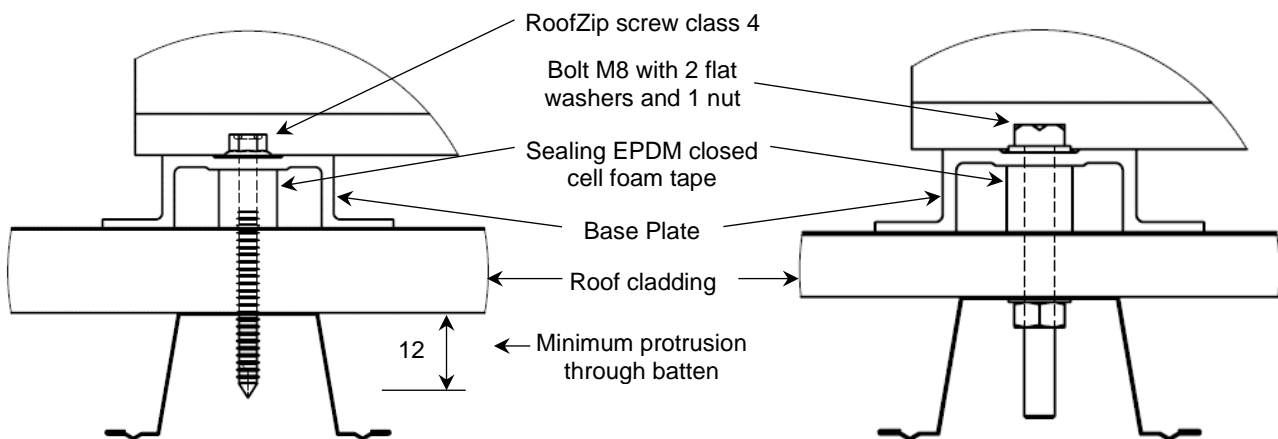 RoofZip screw class 4
Bolt M8 with 2 flat
washers and 1 nut
Sealing EPDM closed
cell foam tape
Base Plate
Roof cladding
12
Minimum protrusion
through batten